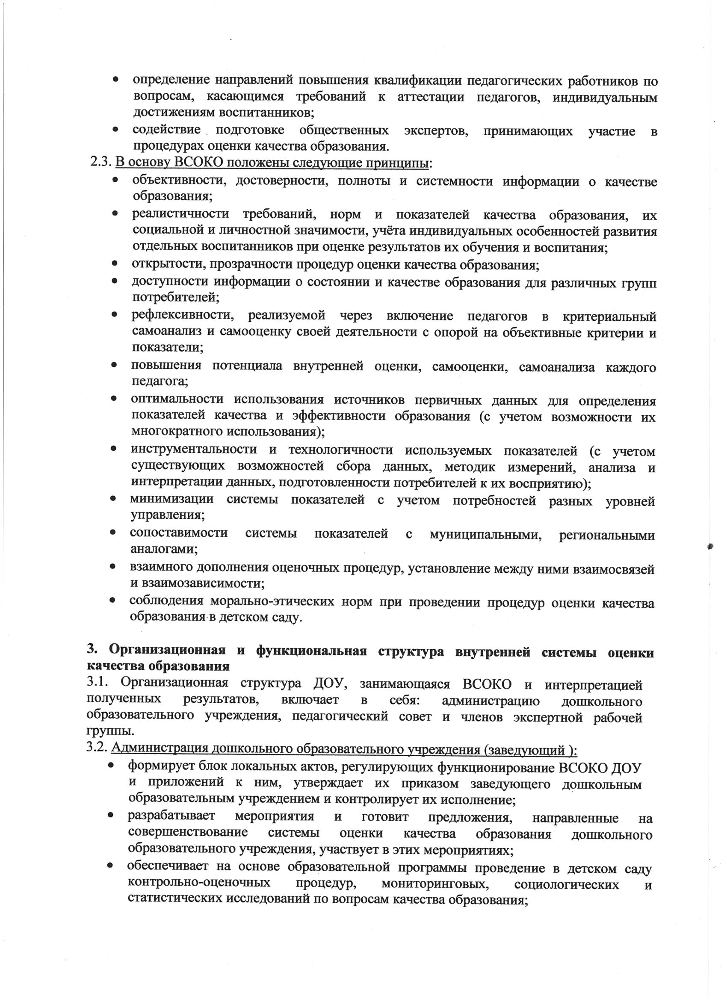 • определение направлений повышения квалификации педагогических работников по
вопросам, касающимся требований к аттестации педагогов, индивидуальным
достижениям воспитанников;
• содействие подготовке общественных экспертов, принимающих участие в
процедурах оценки качества образования.
2.3. В основу ВСОКО положены следующие принципы:
• объективности, достоверности, полноты и системности информации о качестве
образования;
• реалистичности требований, норм и показателей качества образования, их
социальной и личностной значимости, учёта индивидуальных особенностей развития
отдельных воспитанников при оценке результатов их обучения и воспитания;
• открытости, прозрачности процедур оценки качества образования;
• доступности информации о состоянии и качестве образования для различных групп
потребителей;
• рефлексивности, реализуемой через включение педагогов в критериальный
самоанализ и самооценку своей деятельности с опорой на объективные критерии и
показатели;
• повышения потенциала внутренней оценки, самооценки, самоанализа каждого
педагога;
• оптимальности использования источников первичных данных для определения
показателей качества и эффективности образования (с учетом возможности их
многократного использования);
• инструментальности и технологичности используемых показателей (с учетом
существующих возможностей сбора данных, методик измерений, анализа и
интерпретации данных, подготовленности потребителей к их восприятию);
• минимизации системы показателей с учетом потребностей разных уровней
управления;
• сопоставимости системы показателей с муниципальными, региональными
аналогами;
• взаимного дополнения оценочных процедур, установление между ними взаимосвязей
и взаимозависимости;
• соблюдения морально-этических норм при проведении процедур оценки качества
образования в детском саду.
3. Организационная и функциональная структура внутренней системы оценки
качества образования
3.1. Организационная структура ДОУ, занимающаяся ВСОКО и интерпретацией
полученных результатов, включает в себя: администрацию дошкольного
образовательного учреждения, педагогический совет и членов экспертной рабочей
группы.
3.2. Администрация дошкольного образовательного учреждения (заведующий ):
• формирует блок локальных актов, регулирующих функционирование ВСОКО ДОУ
и приложений к ним, утверждает их приказом заведующего дошкольным
образовательным учреждением и контролирует их исполнение;
• разрабатывает мероприятия и готовит предложения, направленные на
совершенствование системы оценки качества образования дошкольного
образовательного учреждения, участвует в этих мероприятиях;
• обеспечивает на основе образовательной программы проведение в детском саду
контрольно-оценочных процедур, мониторинговых, социологических и
статистических исследований по вопросам качества образования;